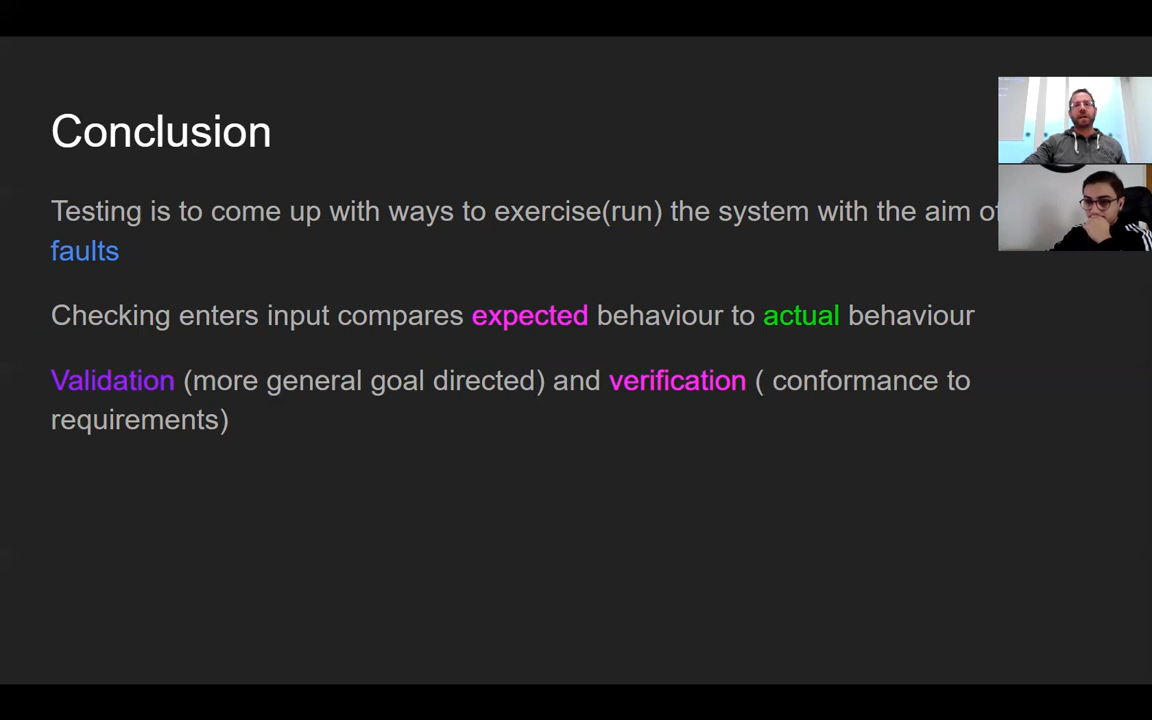 Conclusion
Testing is to come up with ways to exercise(run) the system with the aim of
faults
Checking enters input compares expected behaviour to actual behaviour
Validation (more general goal directed) and verification ( conformance to
requirements)